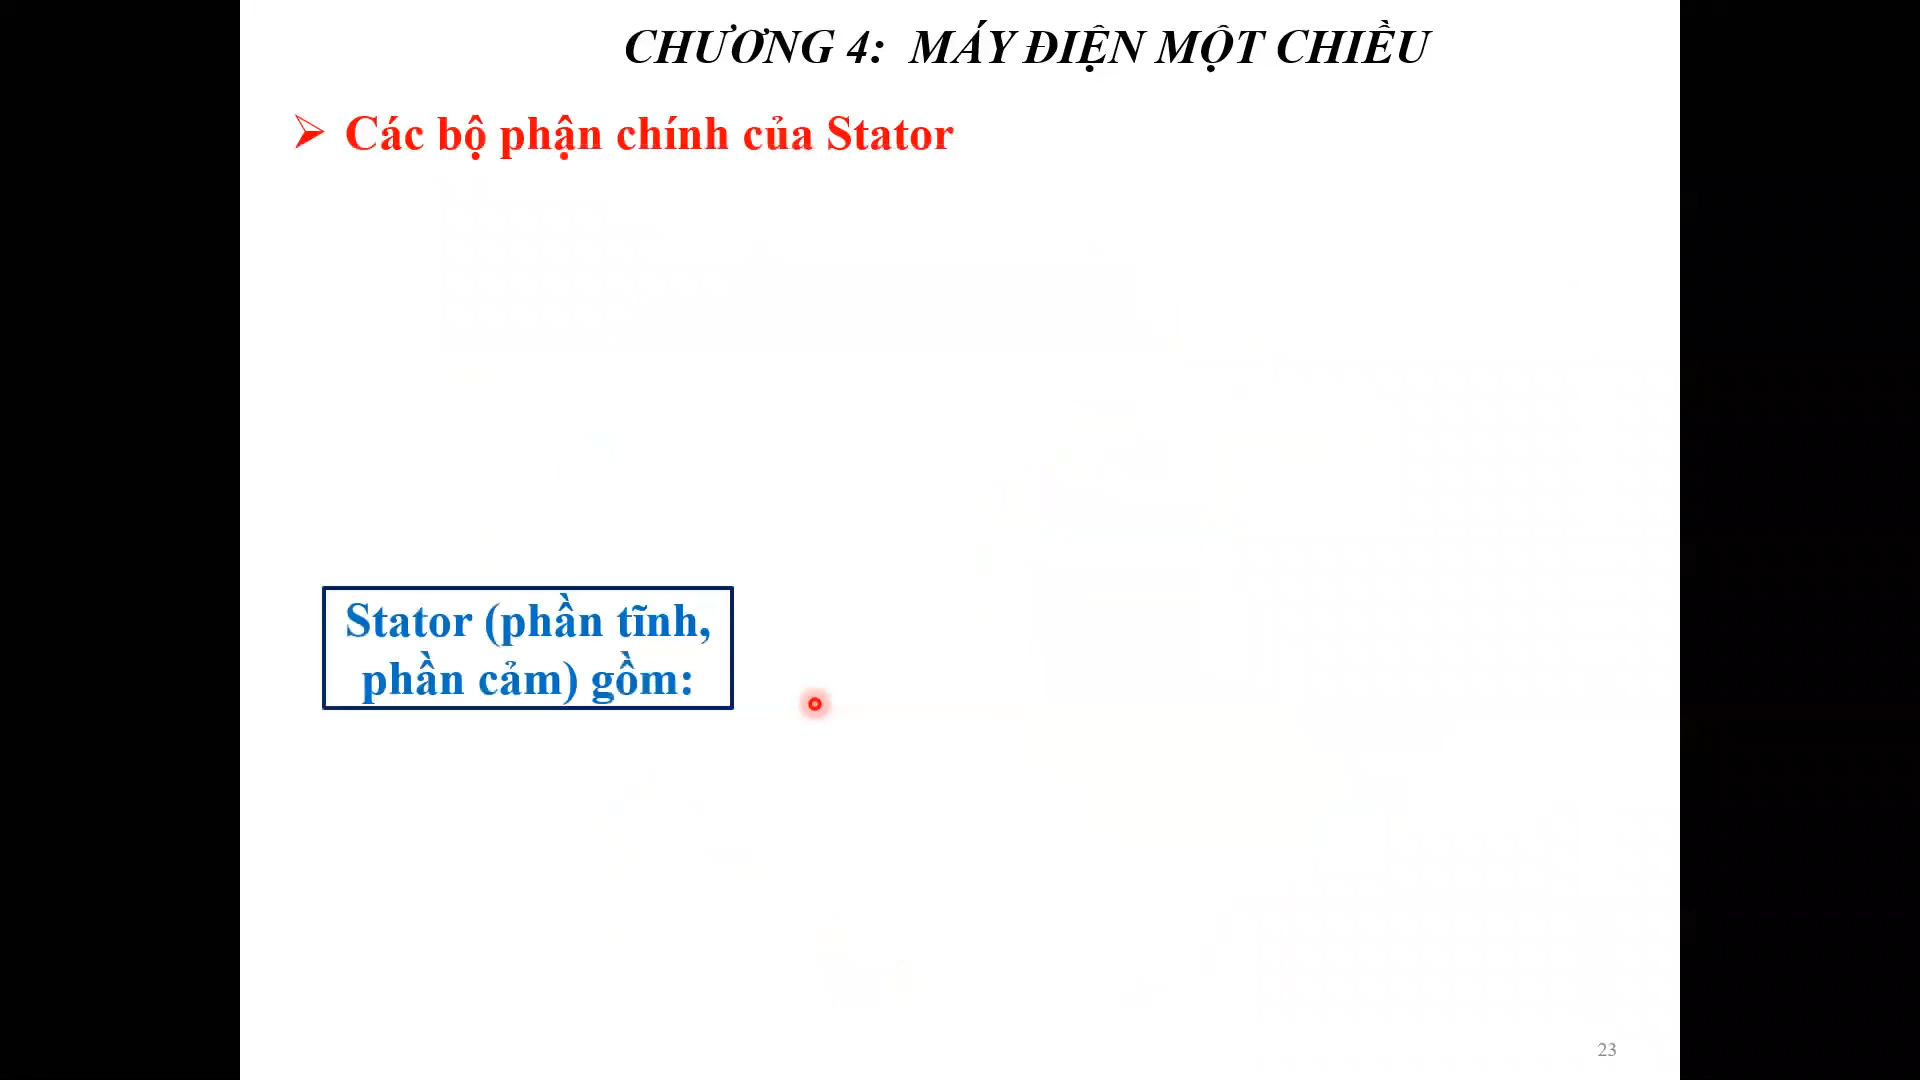 CHƯƠNG 4: MÁY ĐIỆN MỘT CHIỀU
Các bộ phận chính của Stator
Stator (phần tĩnh,
phần cảm) gồm:
23